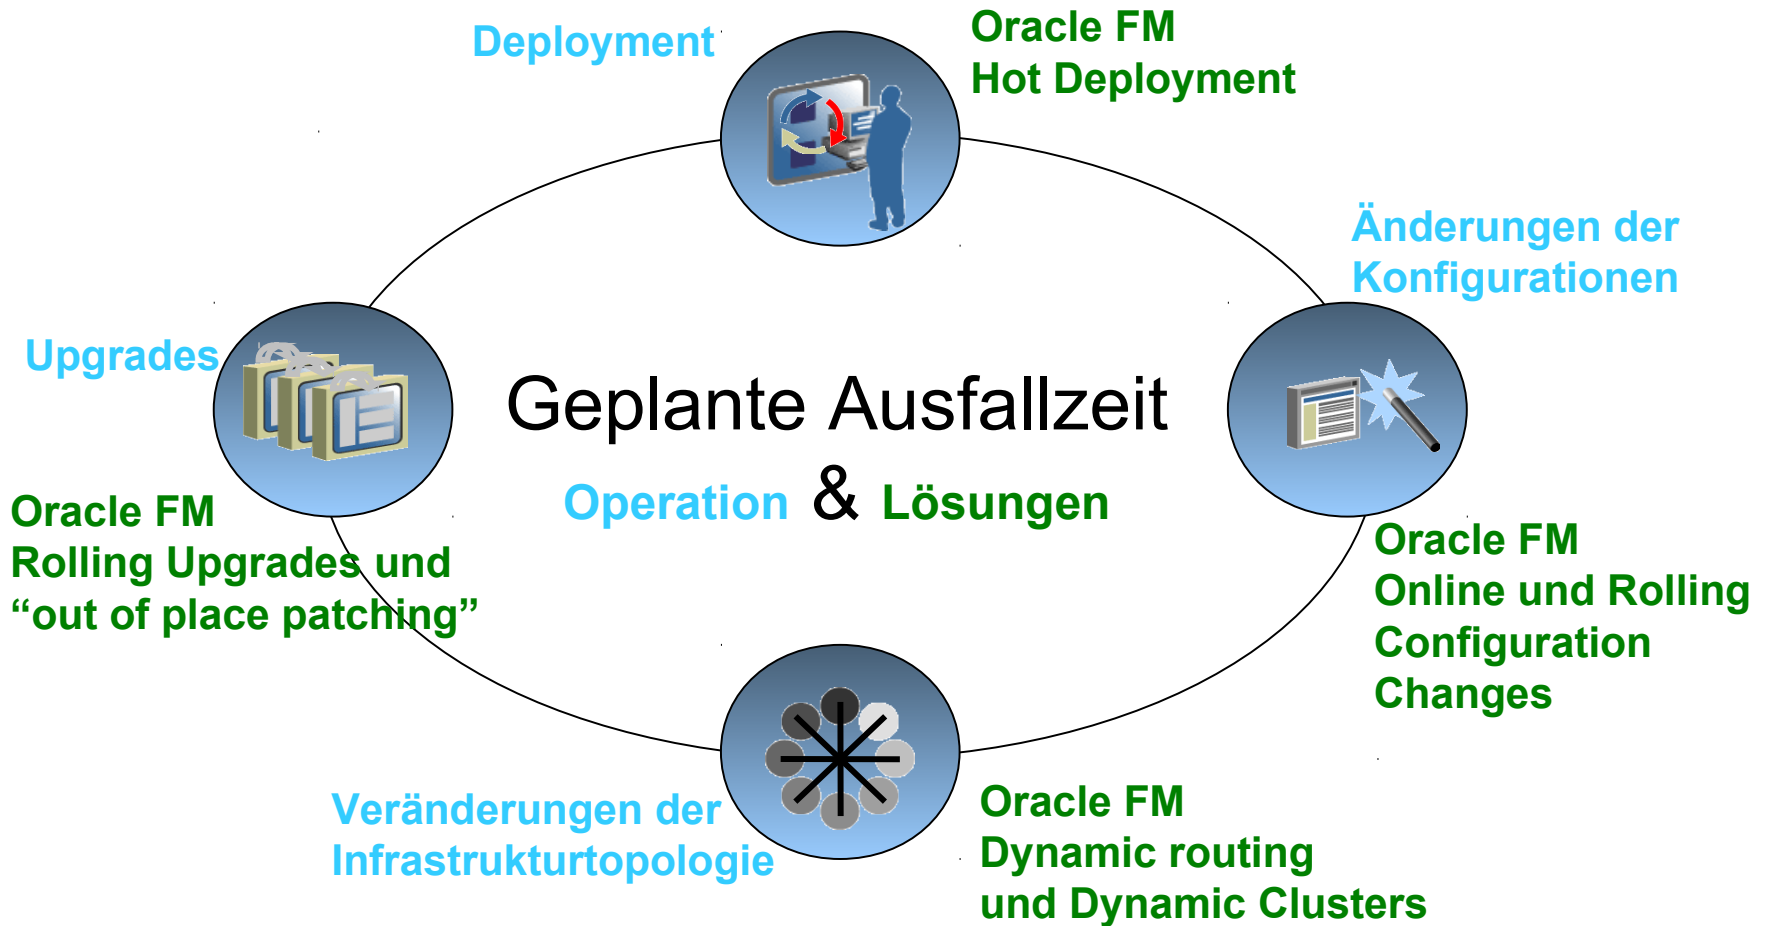 Deployment
Oracle FM
Hot Deployment
Änderungen der
Konfigurationen
Upgrades
Geplante Ausfallzeit
Operation & Lösungen
Oracle FM
Rolling Upgrades und
“out of place patching”
Oracle FM
Online und Rolling
Configuration
Changes
Veränderungen der
Infrastrukturtopologie
Oracle FM
Dynamic routing
und Dynamic Clusters